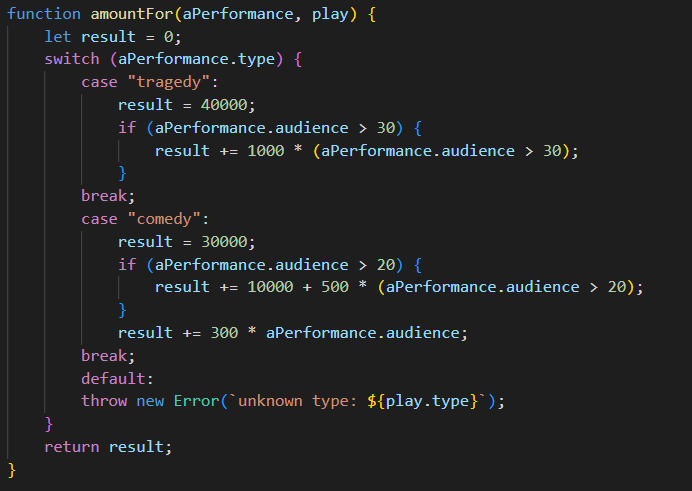 function amountFor(aPerformance, play) {
    let result = 0;
    switch (aPerformance.type) {
        case "tragedy":
            result = 40000;
            if (aPerformance.audience > 30) {
                result += 1000 * (aPerformance.audience > 30);
            }
        break;
        case "comedy":
            result = 30000;
            if (aPerformance.audience > 20) {
                result += 10000 + 500 * (aPerformance.audience > 20);
            }
            result += 300 * aPerformance.audience;
        break;
        default:
        throw new Error(`unknown type: ${play.type}`);
    }
    return result;
}